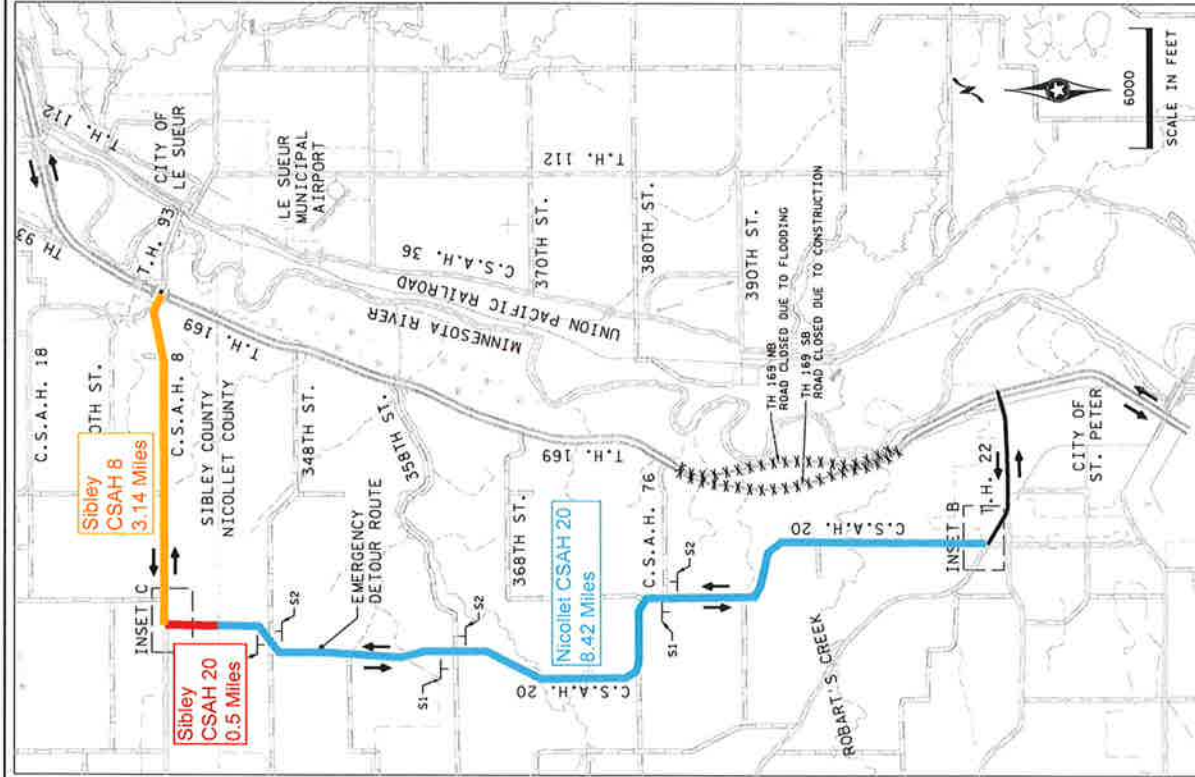 C.S.A.H. 18
TH 93
T.H. 112
0TH ST.
T.H. 93
CITY OF
LE SUEUR
Sibley
CSAH 8
3.14 Miles
C.S.A.H. 8
INSET C
SIBLEY COUNTY
NICOLLET COUNTY
T.H. 169
LE SUEUR
MUNICIPAL
AIRPORT
Sibley
CSAH 20
0.5 Miles
S2
348TH ST.
EMERGENCY
DETOUR ROUTE
MINNESOTA RIVER
UNION PACIFIC RAILROAD
C.S.A.H. 36
358TH ST.
S1
S2
T.H. 112
370TH ST.
368TH ST.
T.H. 169
C.S.A.H. 20
Nicollet CSAH 20
8.42 Miles
C.S.A.H. 76
380TH ST.
S1
S2
390TH ST.
TH 169 NB
ROAD CLOSED DUE TO FLOODING
TH 169 SB
ROAD CLOSED DUE TO CONSTRUCTION
C.S.A.H. 20
ROBART'S CREEK
INSET B
T.H. 22
CITY OF
ST. PETER
N
6000
SCALE IN FEET